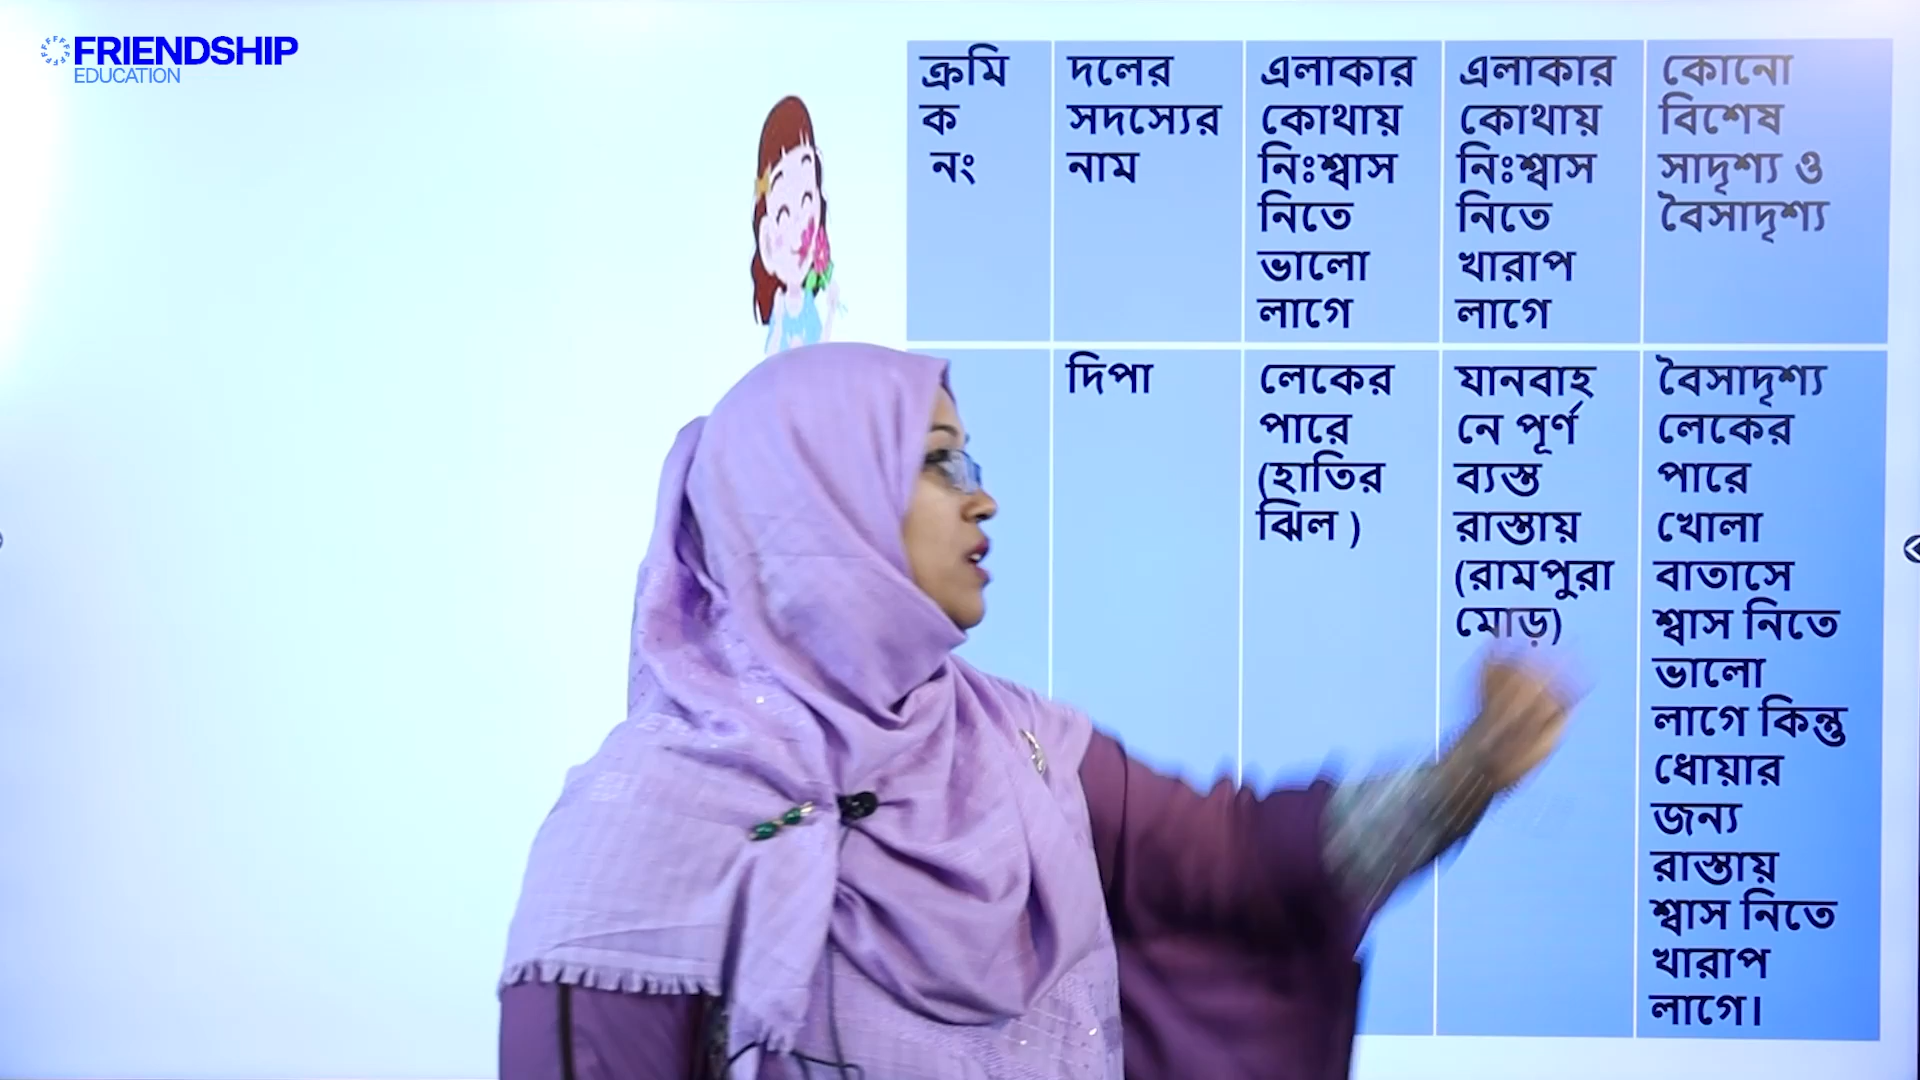 FRIENDSHIP
EDUCATION
ক্রমি
ক
নং
দলের
সদস্যের
নাম
এলাকার
কোথায়
নিঃশ্বাস
নিতে
ভালো
লাগে
এলাকার
কোথায়
নিঃশ্বাস
নিতে
খারাপ
লাগে
কোনো
বিশেষ
সাদৃশ্য ও
বৈসাদৃশ্য
দিপা
লেকের
পারে
(হাতির
ঝিল )
যানবাহ
নে পূর্ণ
ব্যস্ত
রাস্তায়
(রামপুরা
মোড়)
বৈসাদৃশ্য
লেকের
পারে
খোলা
বাতাসে
শ্বাস নিতে
ভালো
লাগে কিন্তু
ধোয়ার
জন্য
রাস্তায়
শ্বাস নিতে
খারাপ
লাগে।